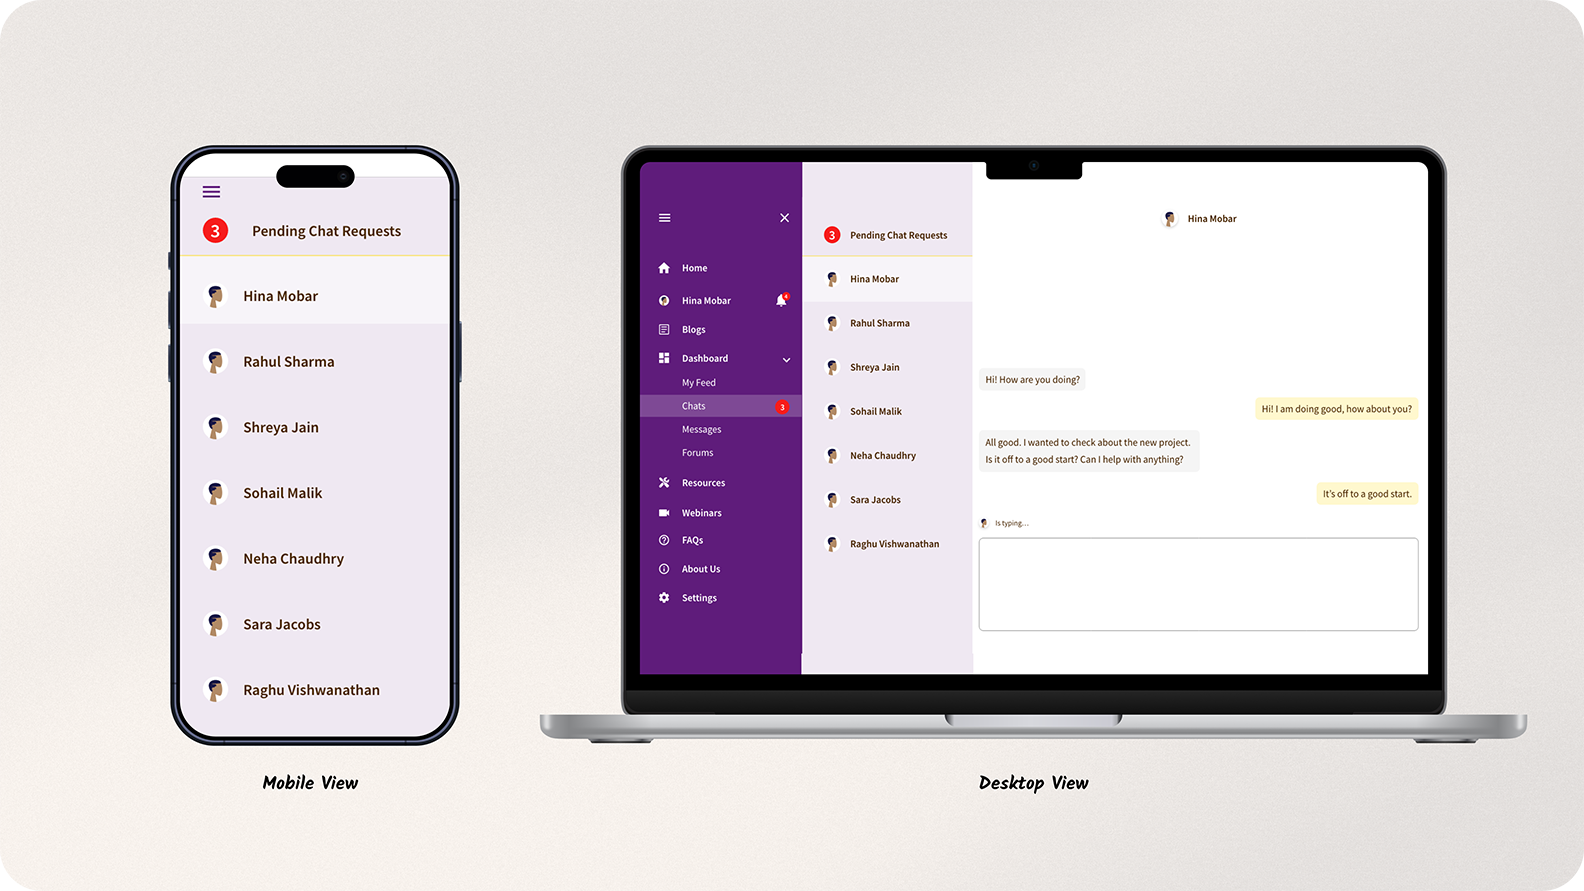 3 Pending Chat Requests
Hina Mobar
Rahul Sharma
Shreya Jain
Sohail Malik
Neha Chaudhry
Sara Jacobs
Raghu Vishwanathan
Mobile View
Home
Hina Mobar 4
Blogs
Dashboard
My Feed
Chats 3
Messages
Forums
Resources
Webinars
FAQs
About Us
Settings
3 Pending Chat Requests
Hina Mobar
Rahul Sharma
Shreya Jain
Sohail Malik
Neha Chaudhry
Sara Jacobs
Raghu Vishwanathan
Hina Mobar
Hi! How are you doing?
Hi! I am doing good, how about you?
All good. I wanted to check about the new project.
Is it off to a good start? Can I help with anything?
It's off to a good start.
Is typing...
Desktop View